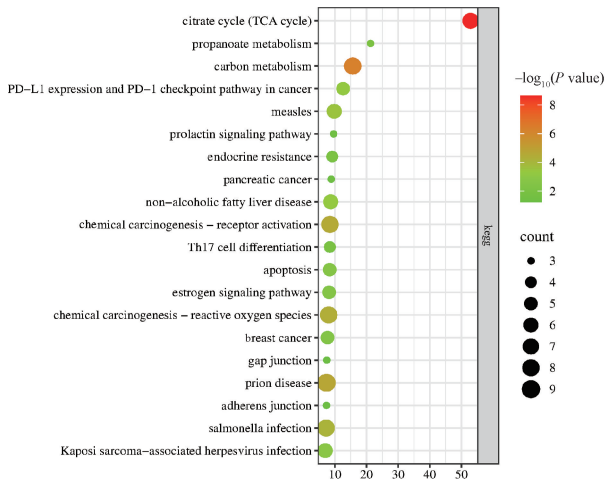 citrate cycle (TCA cycle)
propanoate metabolism
carbon metabolism
PD−L1 expression and PD−1 checkpoint pathway in cancer
measles
prolactin signaling pathway
endocrine resistance
pancreatic cancer
non−alcoholic fatty liver disease
chemical carcinogenesis − receptor activation
Th17 cell differentiation
apoptosis
estrogen signaling pathway
chemical carcinogenesis − reactive oxygen species
breast cancer
gap junction
prion disease
adherens junction
salmonella infection
Kaposi sarcoma−associated herpesvirus infection
10 20 30 40 50
kegg
−log10(P value)
8
6
4
2
count
3
4
5
6
7
8
9